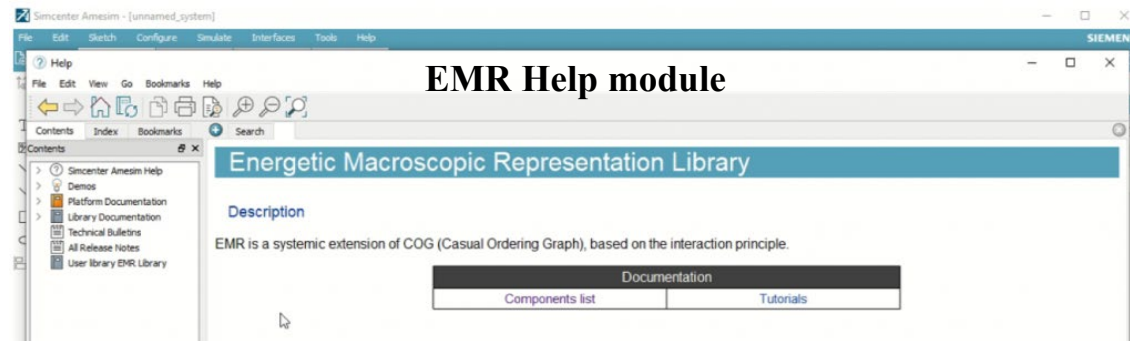 Simcenter Amesim - [unnamed_system]
File Edit Sketch Configure Simulate Interfaces Tools Help
SIEMEN
Help
EMR Help module
File Edit View Go Bookmarks Help
Contents Index Bookmarks Search
Contents
Simcenter Amesim Help
Demos
Platform Documentation
Library Documentation
Technical Bulletins
All Release Notes
User library EMR Library
Energetic Macroscopic Representation Library
Description
EMR is a systemic extension of COG (Casual Ordering Graph), based on the interaction principle.
Documentation
Components list Tutorials